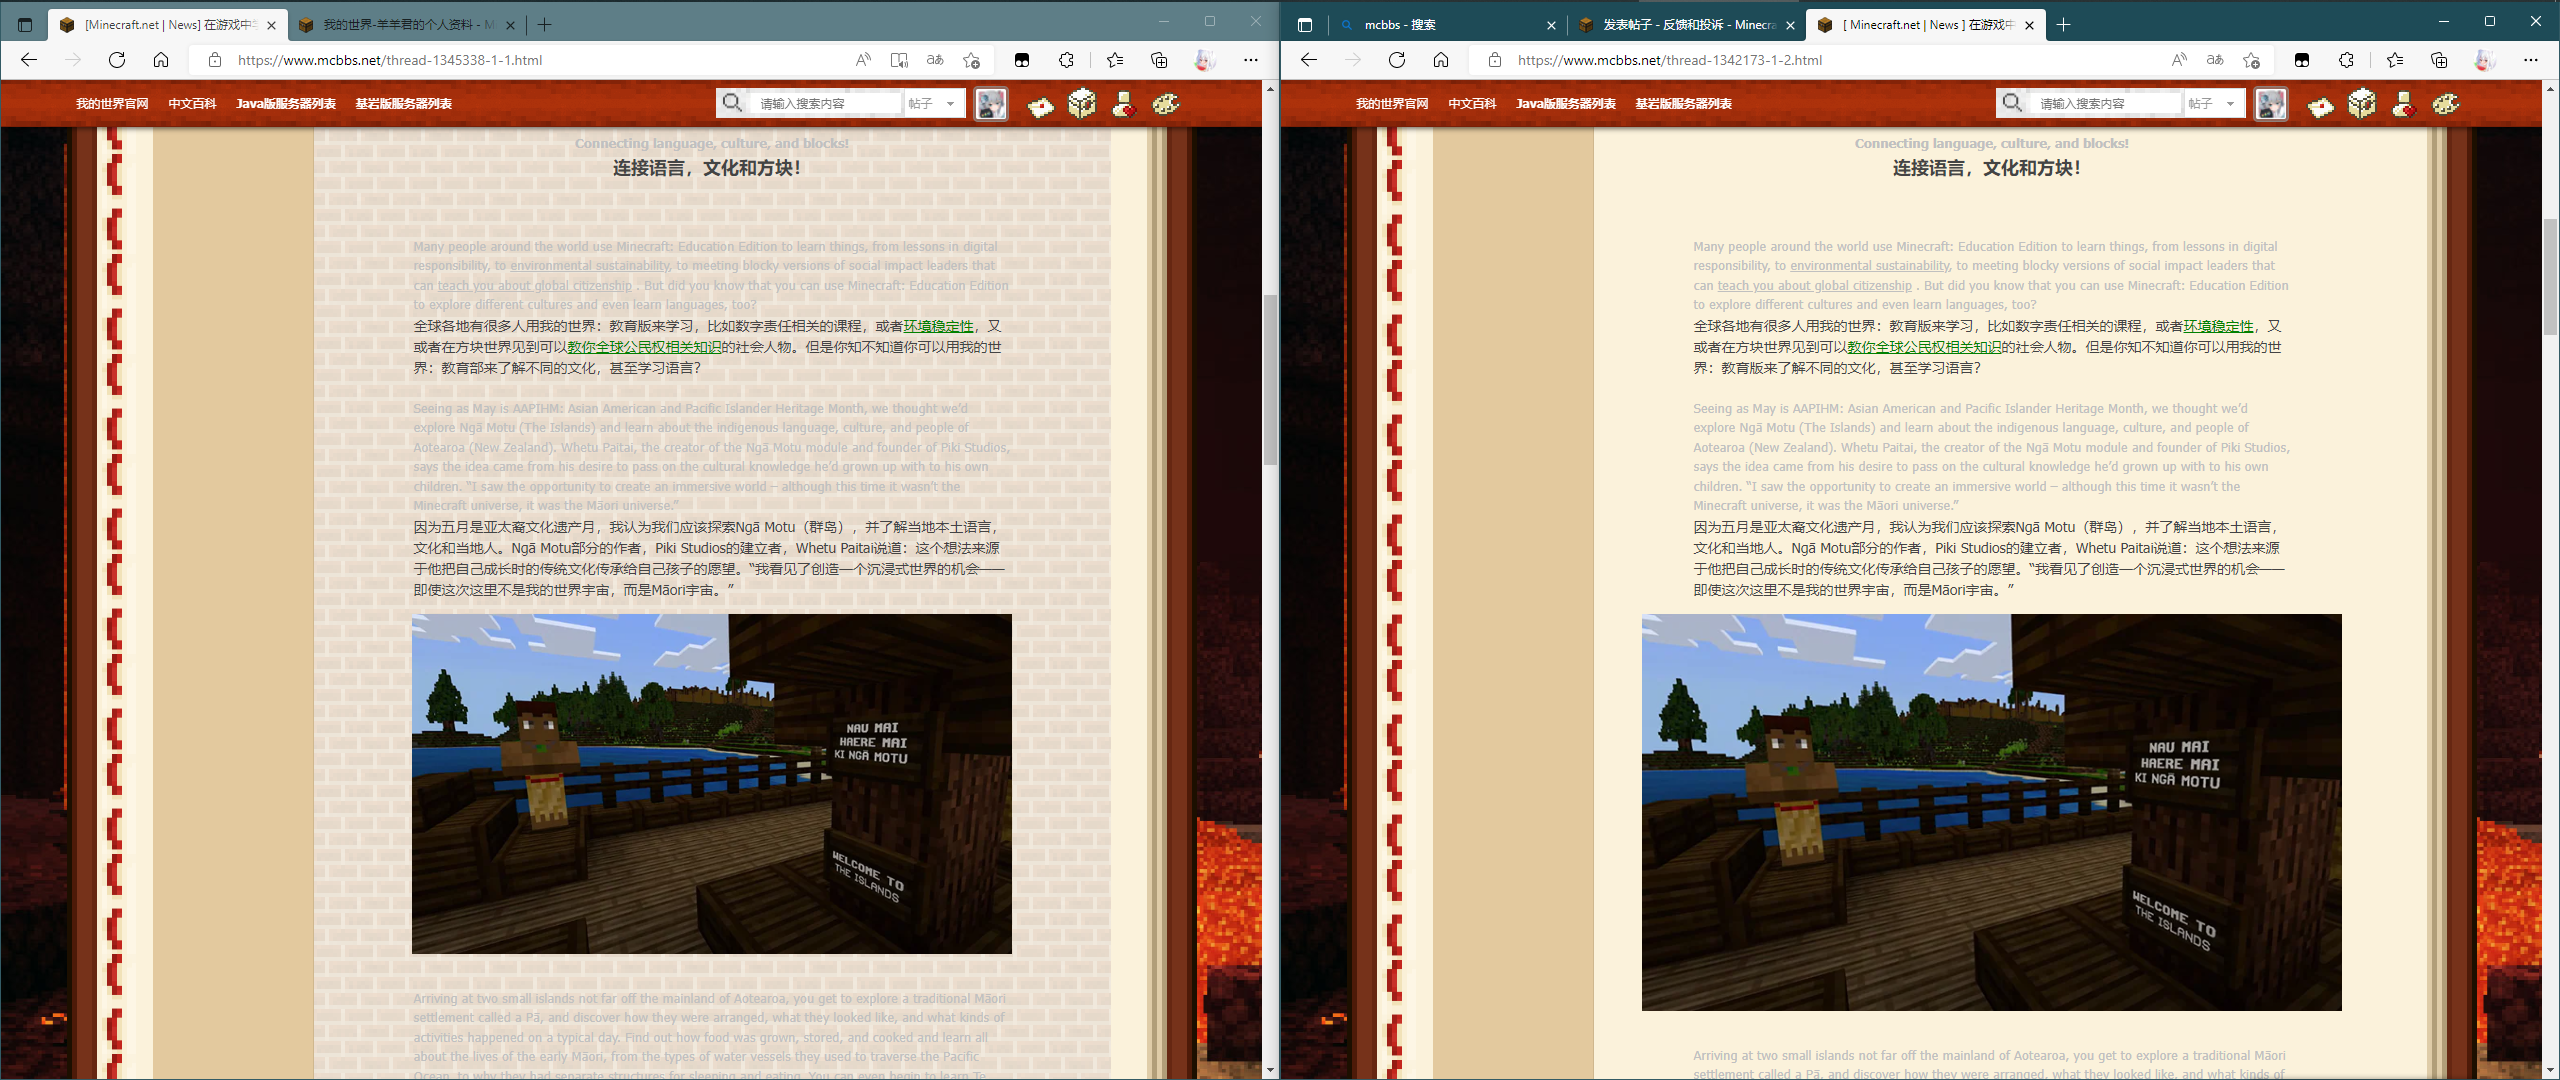 [Minecraft.net | News] 在游戏中
我的世界-羊羊君的个人资料 - M
https://www.mcbbs.net/thread-1345338-1-1.html
我的世界官网 中文百科 Java版服务器列表 基岩版服务器列表 请输入搜索内容 帖子
Connecting language, culture, and blocks!
连接语言，文化和方块！
Many people around the world use Minecraft: Education Edition to learn things, from lessons in digital
responsibility, to environmental sustainability, to meeting blocky versions of social impact leaders that
can teach you about global citizenship . But did you know that you can use Minecraft: Education Edition
to explore different cultures and even learn languages, too?
全球各地有很多人用我的世界：教育版来学习，比如数字责任相关的课程，或者环境稳定性，又
或者在方块世界见到可以教你全球公民权相关知识的社会人物。但是你知不知道你可以用我的世
界：教育部来了解不同的文化，甚至学习语言？
Seeing as May is AAPIHM: Asian American and Pacific Islander Heritage Month, we thought we’d
explore Ngā Motu (The Islands) and learn about the indigenous language, culture, and people of
Aotearoa (New Zealand). Whetu Paitai, the creator of the Ngā Motu module and founder of Piki Studios,
says the idea came from his desire to pass on the cultural knowledge he’d grown up with to his own
children. “I saw the opportunity to create an immersive world – although this time it wasn’t the
Minecraft universe, it was the Māori universe.”
因为五月是亚太裔文化遗产月，我认为我们应该探索Ngā Motu（群岛），并了解当地本土语言，
文化和当地人。Ngā Motu部分的作者，Piki Studios的建立者，Whetu Paitai说道：这个想法来源
于他把自己成长时的传统文化传承给自己孩子的愿望。“我看见了创造一个沉浸式世界的机会——
即使这次这里不是我的世界宇宙，而是Māori宇宙。”
NAU MAI
HAERE MAI
KI NGĀ MOTU
WELCOME TO
THE ISLANDS
Arriving at two small islands not far off the mainland of Aotearoa, you get to explore a traditional Māori
settlement called a Pā, and discover how they were arranged, what they looked like, and what kinds of
activities happened on a typical day. Find out how food was grown, stored, and cooked and learn all
about the lives of the early Māori, from the types of water vessels they used to traverse the Pacific
Ocean, to why they had separate structures for sleeping and eating. You can even begin to learn Te
mcbbs - 搜索
发表帖子 - 反馈和投诉 - Minecra
[ Minecraft.net | News ] 在游戏中
https://www.mcbbs.net/thread-1342173-1-2.html
我的世界官网 中文百科 Java版服务器列表 基岩版服务器列表 请输入搜索内容 帖子
Connecting language, culture, and blocks!
连接语言，文化和方块！
Many people around the world use Minecraft: Education Edition to learn things, from lessons in digital
responsibility, to environmental sustainability, to meeting blocky versions of social impact leaders that
can teach you about global citizenship . But did you know that you can use Minecraft: Education Edition
to explore different cultures and even learn languages, too?
全球各地有很多人用我的世界：教育版来学习，比如数字责任相关的课程，或者环境稳定性，又
或者在方块世界见到可以教你全球公民权相关知识的社会人物。但是你知不知道你可以用我的世
界：教育版来了解不同的文化，甚至学习语言？
Seeing as May is AAPIHM: Asian American and Pacific Islander Heritage Month, we thought we’d
explore Ngā Motu (The Islands) and learn about the indigenous language, culture, and people of
Aotearoa (New Zealand). Whetu Paitai, the creator of the Ngā Motu module and founder of Piki Studios,
says the idea came from his desire to pass on the cultural knowledge he’d grown up with to his own
children. “I saw the opportunity to create an immersive world – although this time it wasn’t the
Minecraft universe, it was the Māori universe.”
因为五月是亚太裔文化遗产月，我认为我们应该探索Ngā Motu（群岛），并了解当地本土语言，
文化和当地人。Ngā Motu部分的作者，Piki Studios的建立者，Whetu Paitai说道：这个想法来源
于他把自己成长时的传统文化传承给自己孩子的愿望。“我看见了创造一个沉浸式世界的机会——
即使这次这里不是我的世界宇宙，而是Māori宇宙。”
NAU MAI
HAERE MAI
KI NGĀ MOTU
WELCOME TO
THE ISLANDS
Arriving at two small islands not far off the mainland of Aotearoa, you get to explore a traditional Māori
settlement called a Pā, and discover how they were arranged, what they looked like, and what kinds of